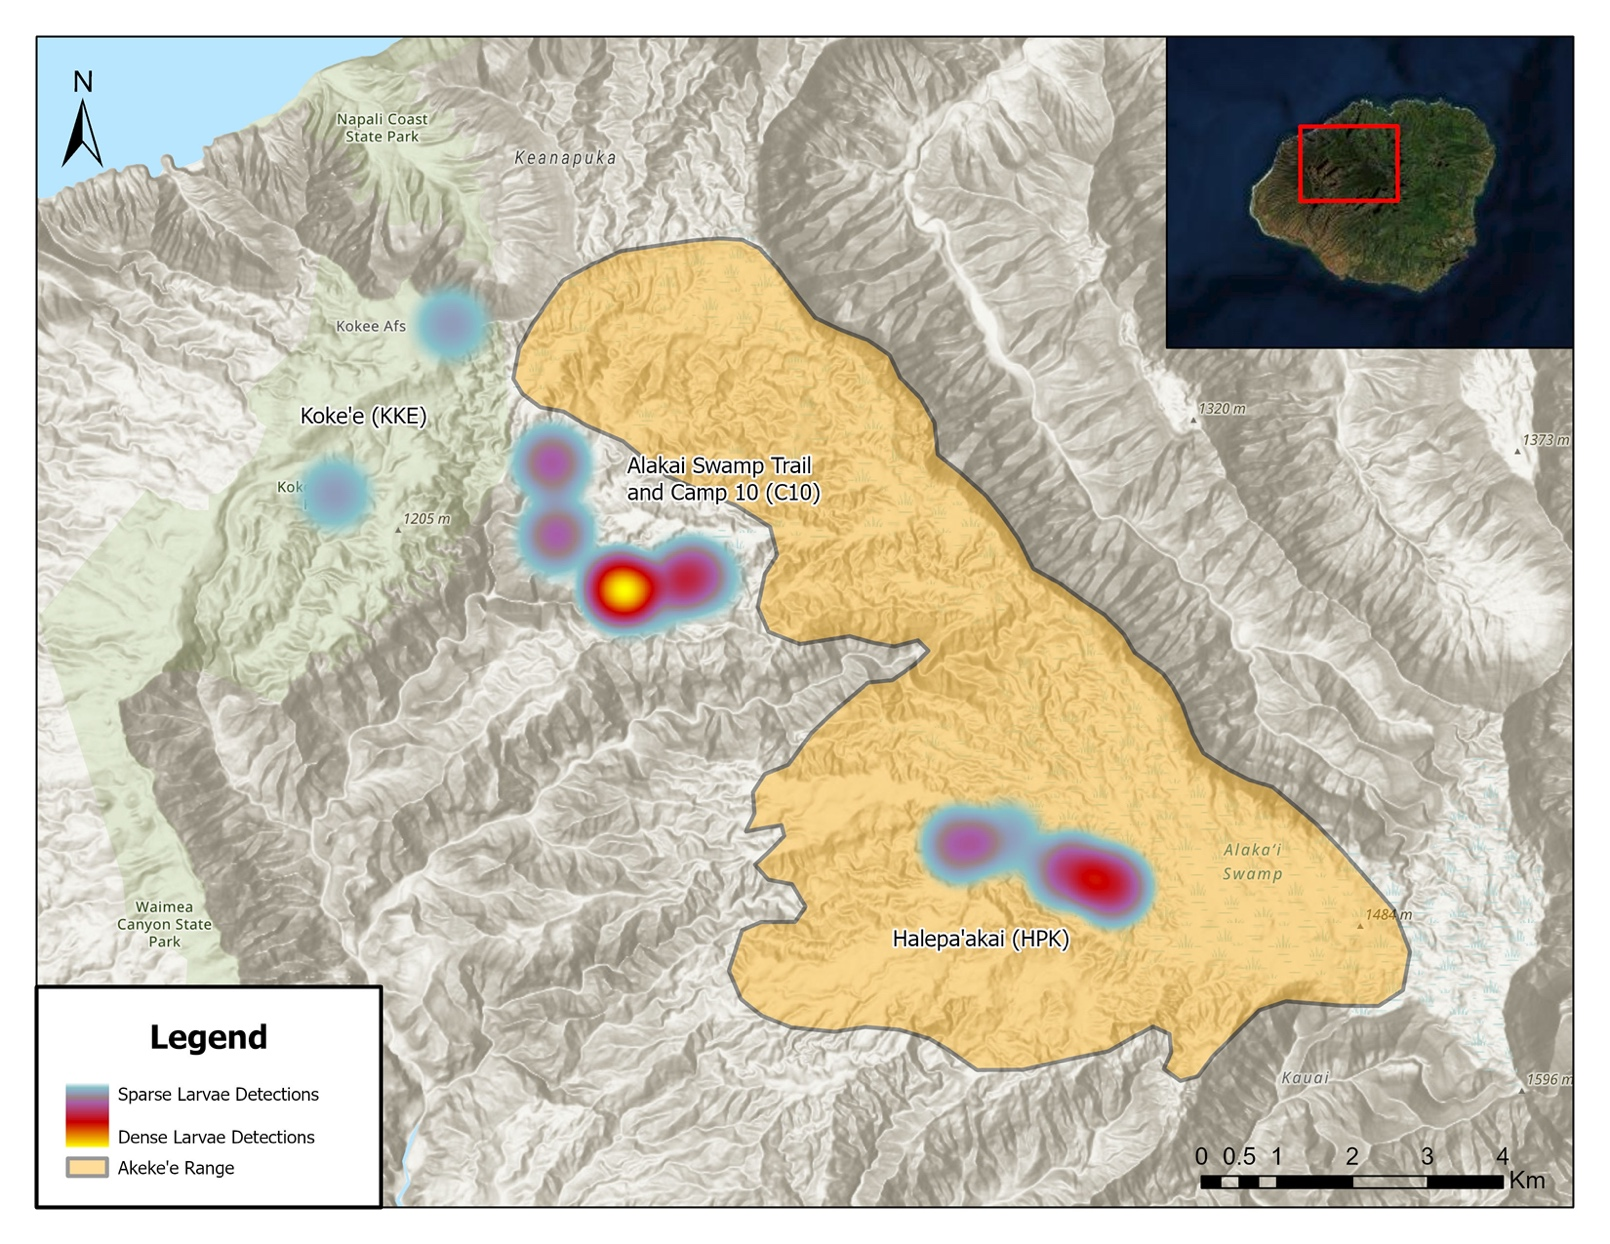 N
Napali Coast
State Park
Keanapuka
Kokee Afs
Koke'e (KKE)
1320 m
1373 m
Alakai Swamp Trail
and Camp 10 (C10)
Kok
1205 m
Alaka'i
Swamp
1484 m
Waimea
Canyon State
Park
Halepa'akai (HPK)
Kauai
1596 m
Legend
Sparse Larvae Detections
Dense Larvae Detections
Akeke'e Range
0 0.5 1 2 3 4
Km